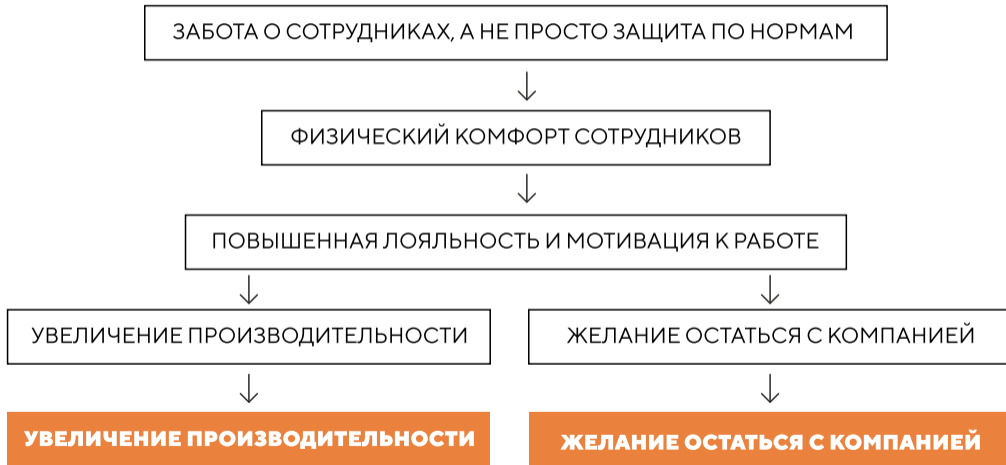 ЗАБОТА О СОТРУДНИКАХ, А НЕ ПРОСТО ЗАЩИТА ПО НОРМАМ
ФИЗИЧЕСКИЙ КОМФОРТ СОТРУДНИКОВ
ПОВЫШЕННАЯ ЛОЯЛЬНОСТЬ И МОТИВАЦИЯ К РАБОТЕ
УВЕЛИЧЕНИЕ ПРОИЗВОДИТЕЛЬНОСТИ
ЖЕЛАНИЕ ОСТАТЬСЯ С КОМПАНИЕЙ
УВЕЛИЧЕНИЕ ПРОИЗВОДИТЕЛЬНОСТИ
ЖЕЛАНИЕ ОСТАТЬСЯ С КОМПАНИЕЙ